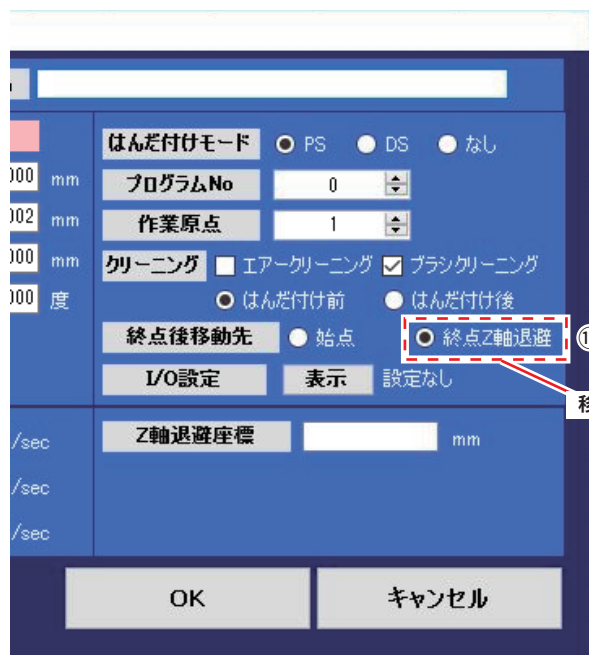 はんだ付けモード PS DS なし
000 mm プログラムNo 0
002 mm 作業原点 1
000 mm クリーニング エアークリーニング ブラシクリーニング
000 度 はんだ付け前 はんだ付け後
終点後移動先 始点 終点Z軸退避 ①
I/O設定 表示 設定なし
移
/sec Z軸退避座標 mm
/sec
/sec
OK キャンセル